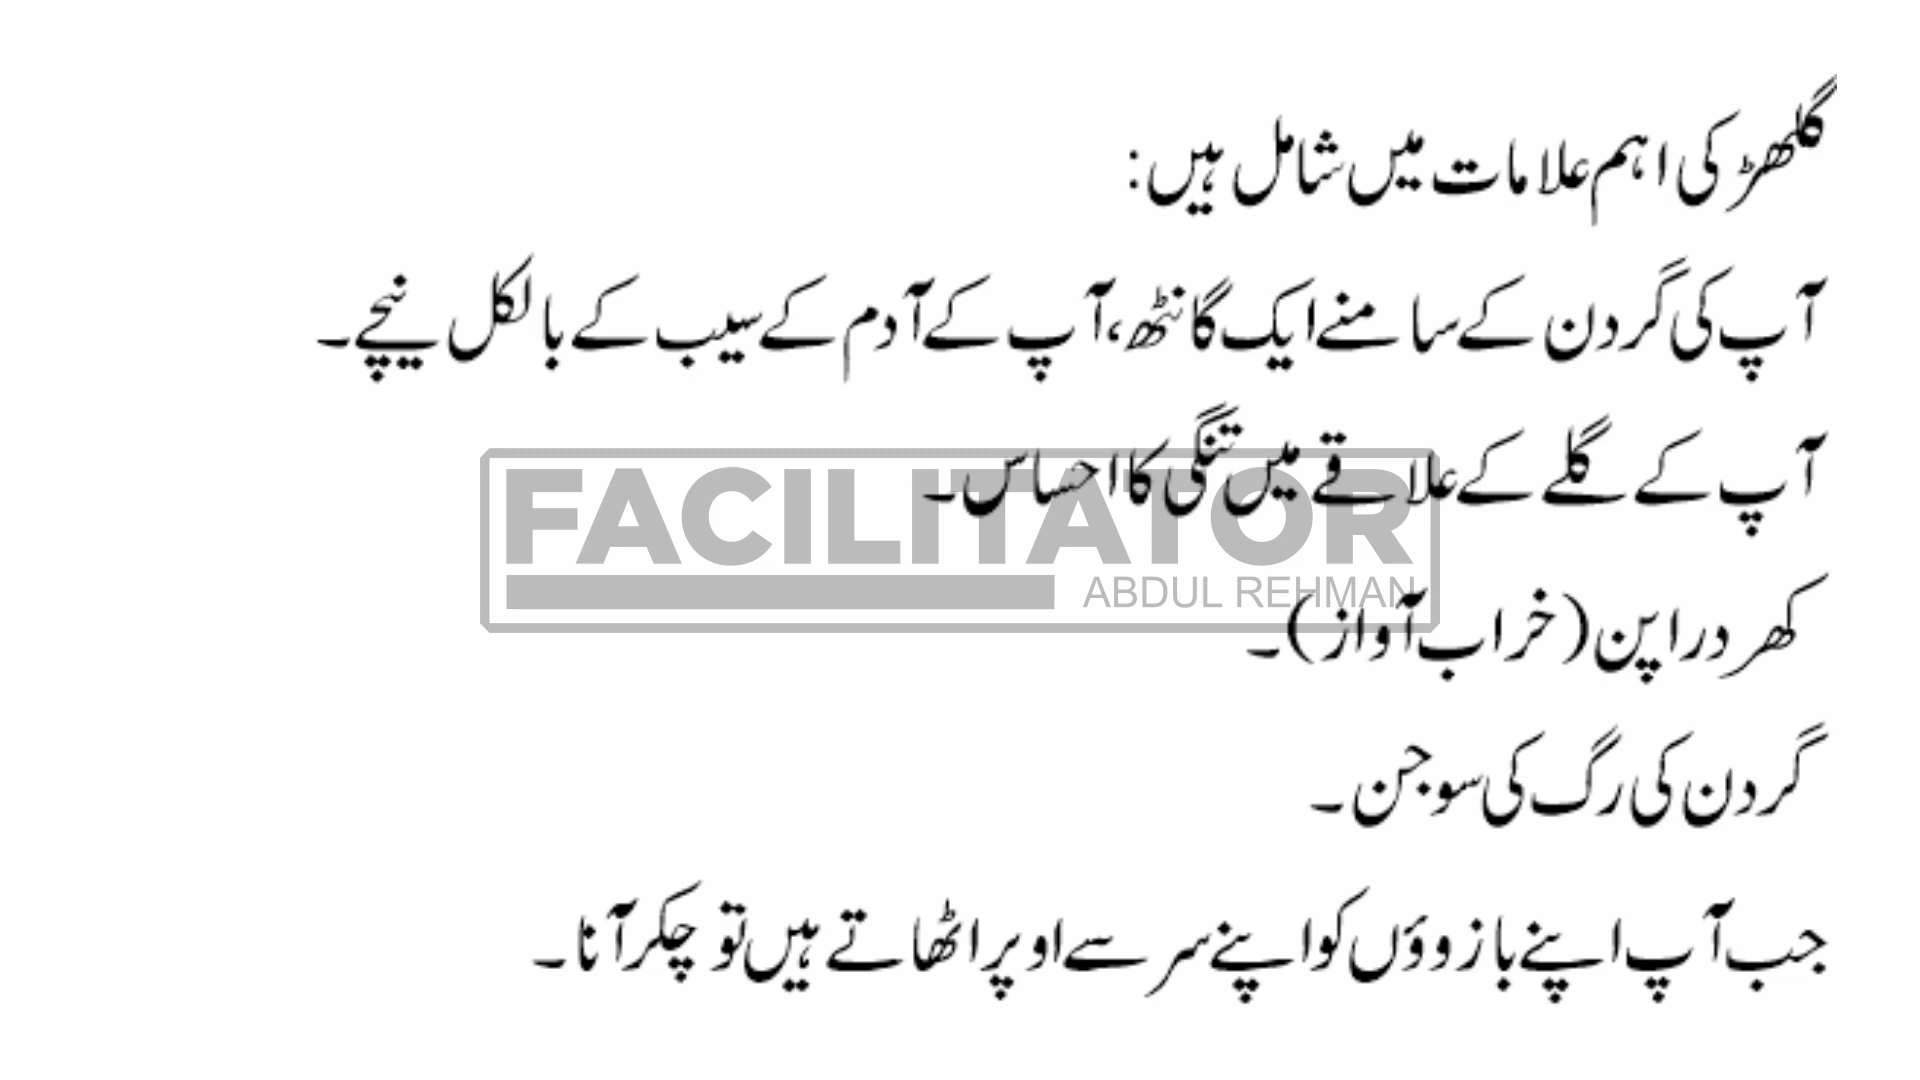 گلھڑ کی اہم علامات میں شامل ہیں:
آپ کی گردن کے سامنے ایک گانٹھ، آپ کے آدم کے سیب کے بالکل نیچے۔
آپ کے گلے کے علاقے میں تنگی کا احساس۔
FACILITATOR
ABDUL REHMAN
کھردراپن (خراب آواز)۔
گردن کی رگ کی سوجن۔
جب آپ اپنے بازوؤں کو اپنے سر سے اوپر اٹھاتے ہیں تو چکر آنا۔